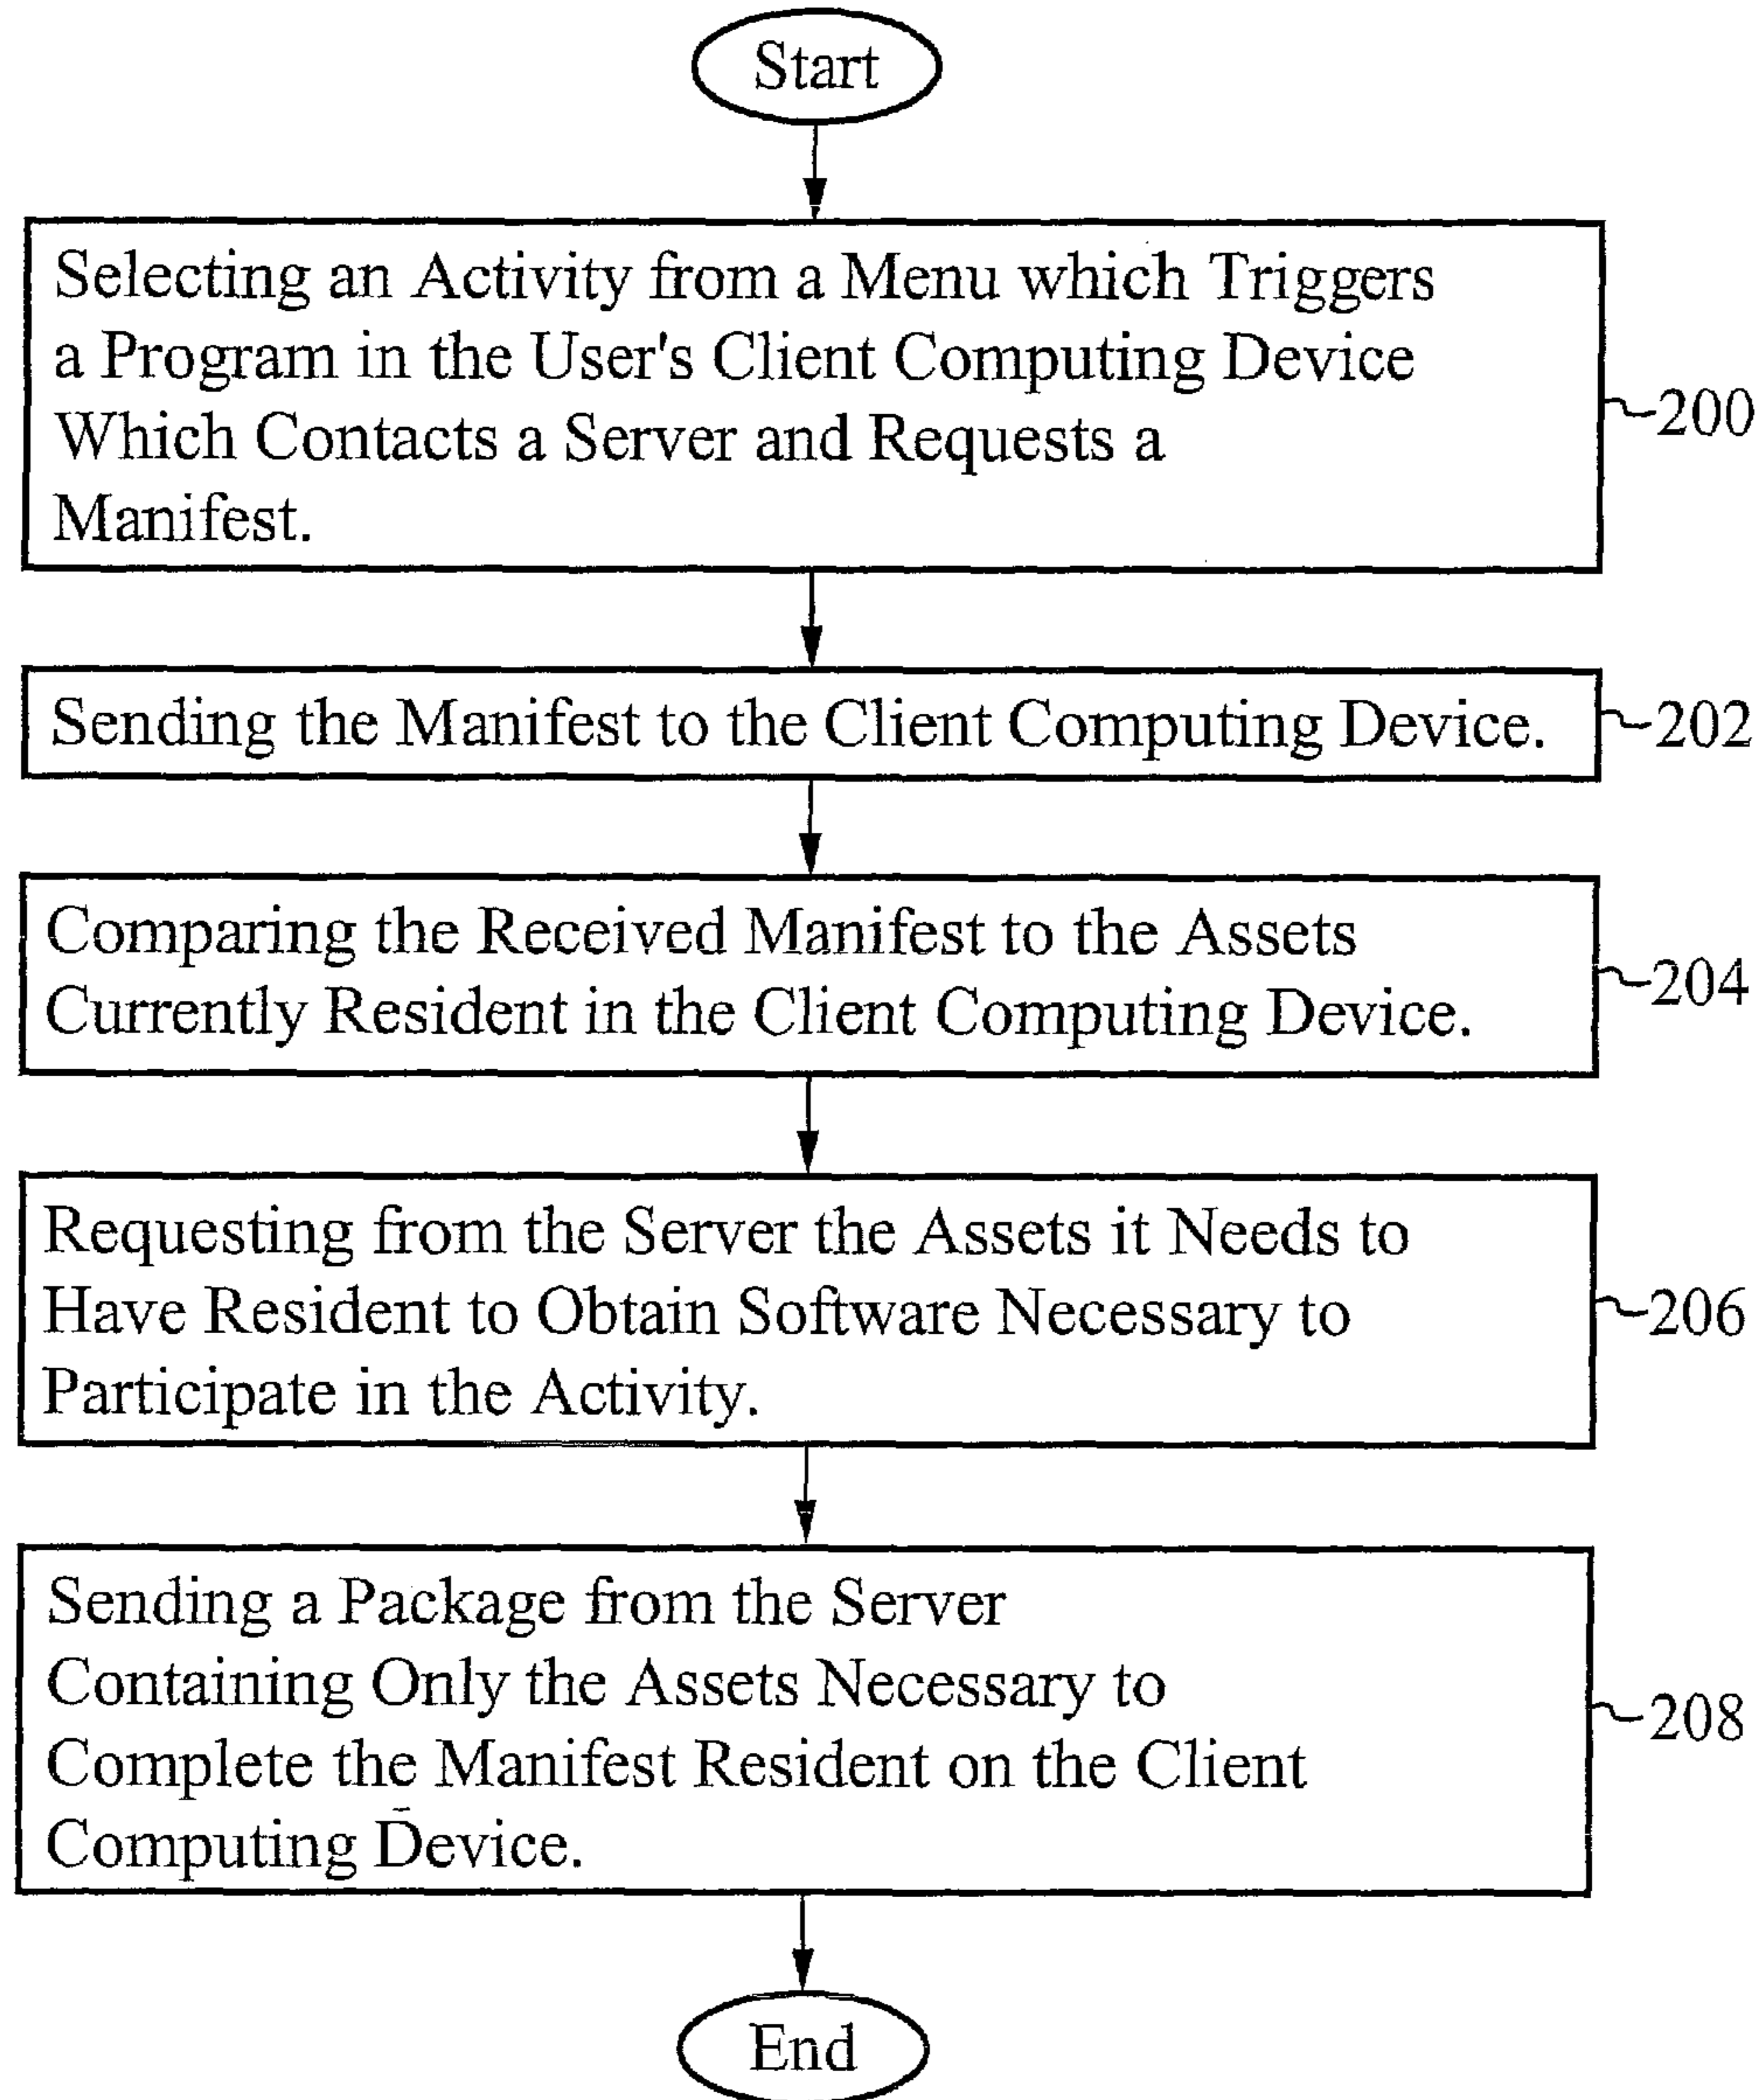 Start
Selecting an Activity from a Menu which Triggers
a Program in the User's Client Computing Device
Which Contacts a Server and Requests a
Manifest.
200
Sending the Manifest to the Client Computing Device.
202
Comparing the Received Manifest to the Assets
Currently Resident in the Client Computing Device.
204
Requesting from the Server the Assets it Needs to
Have Resident to Obtain Software Necessary to
Participate in the Activity.
206
Sending a Package from the Server
Containing Only the Assets Necessary to
Complete the Manifest Resident on the Client
Computing Device.
208
End